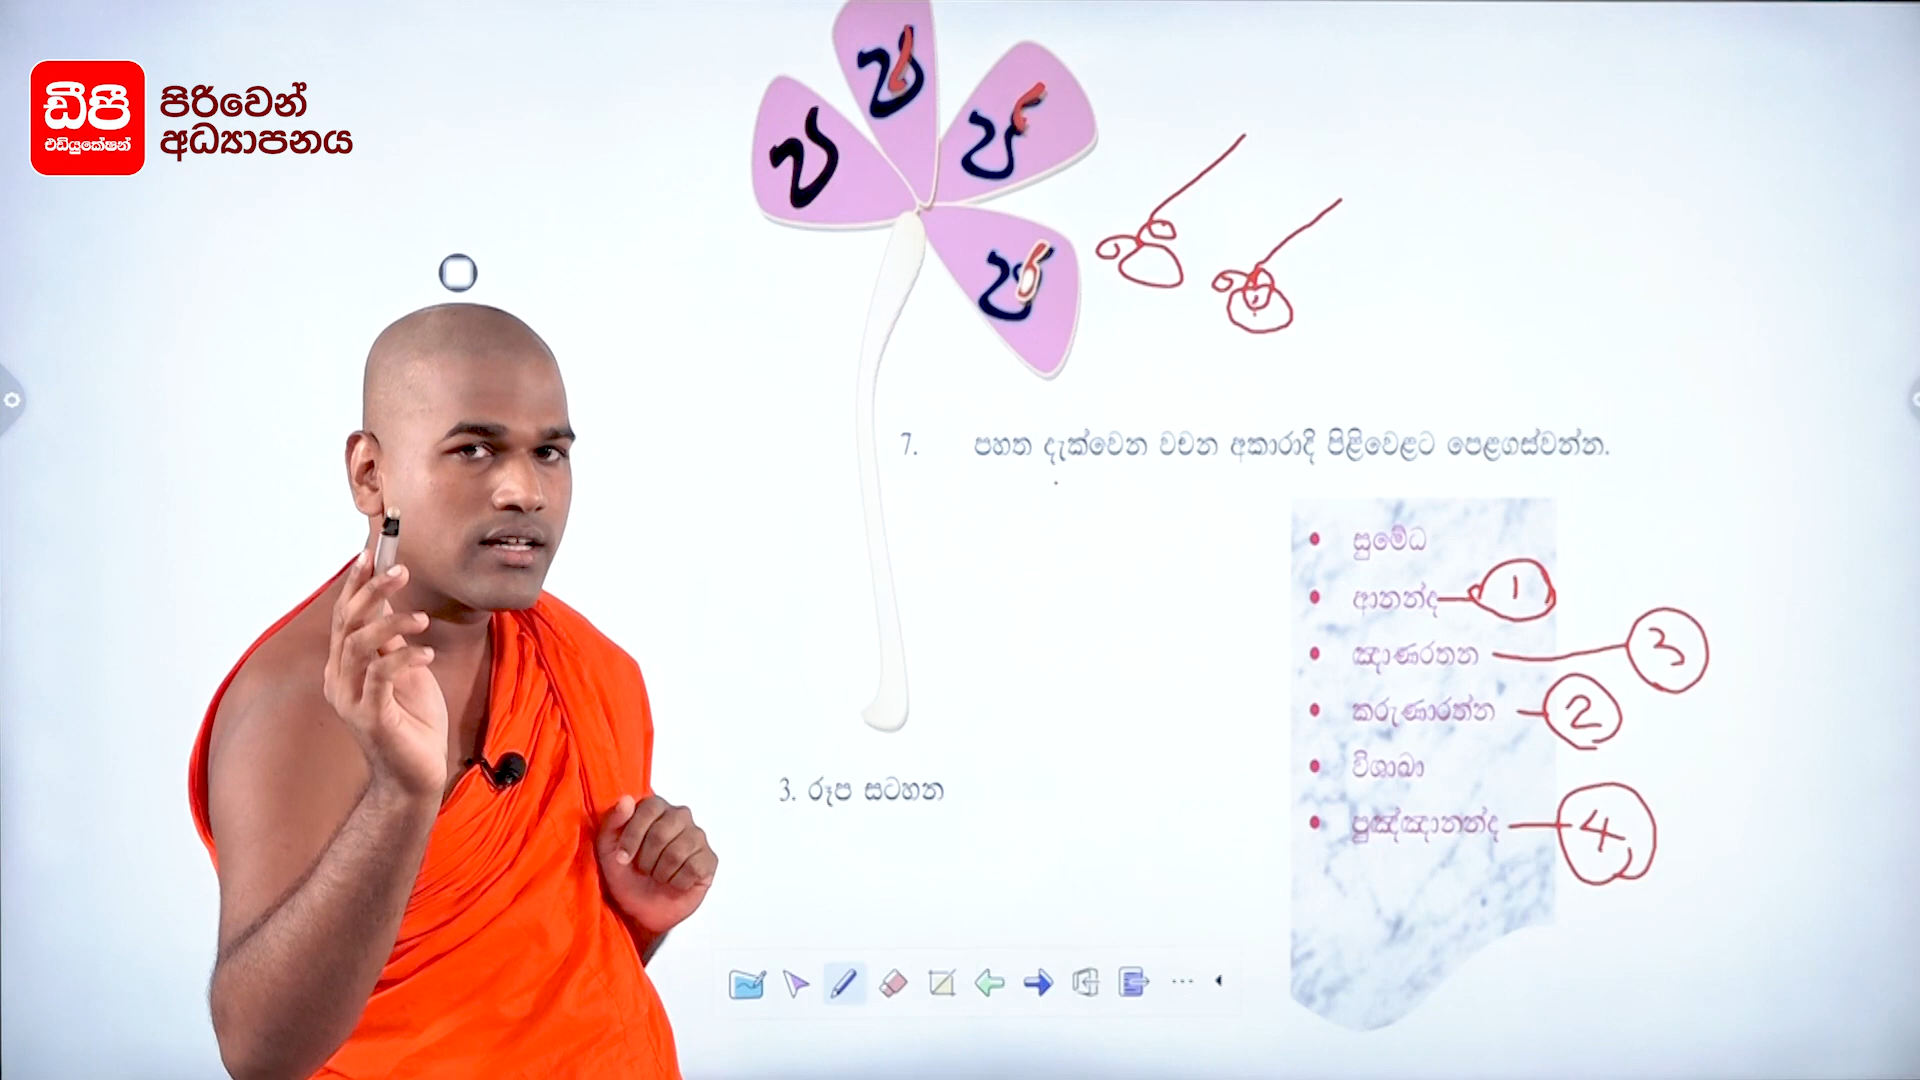 ඩීපී
එඩියුකේෂන්
පිරිවෙන්
අධ්‍යාපනය
7. පහත දැක්වෙන වචන අකාරාදි පිළිවෙළට පෙළගස්වන්න.
• සුමේධ
• ආනන්ද 1
• ඤාණරතන 3
• කරුණාරත්න 2
• විශාඛා
• පුඤ්ඤානන්ද 4
3. රූප සටහන